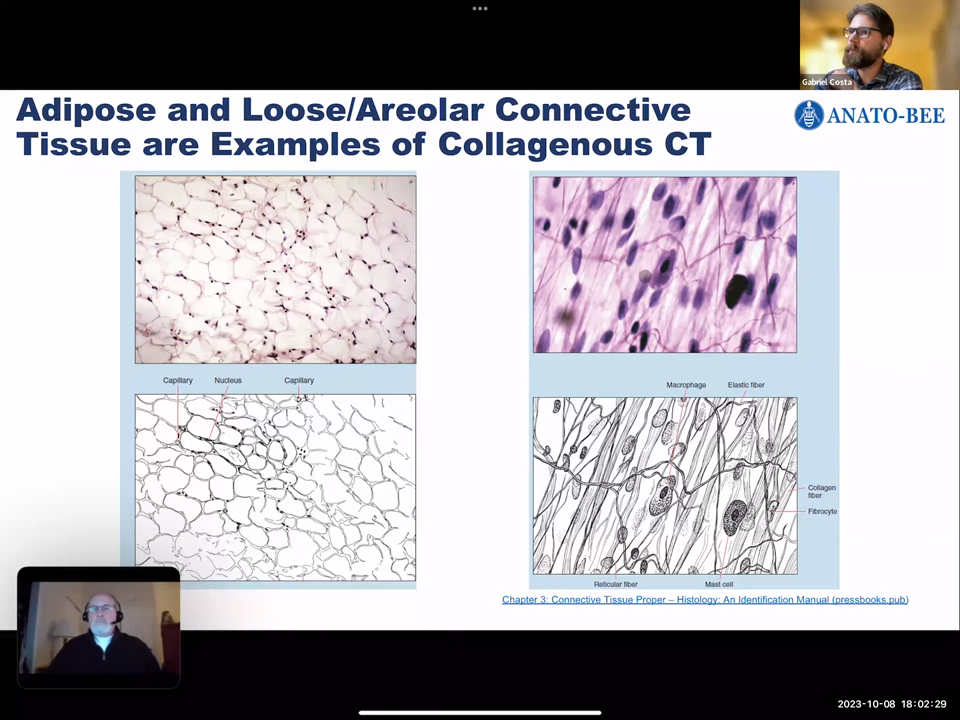 Gabriel Costa
Adipose and Loose/Areolar Connective
Tissue are Examples of Collagenous CT
ANATO-BEE
Capillary Nucleus Capillary
Macrophage Elastic fiber
Collagen
fiber
Fibrocyte
Reticular fiber Mast cell
Chapter 3: Connective Tissue Proper – Histology: An Identification Manual (pressbooks.pub)
2023-10-08 18:02:29